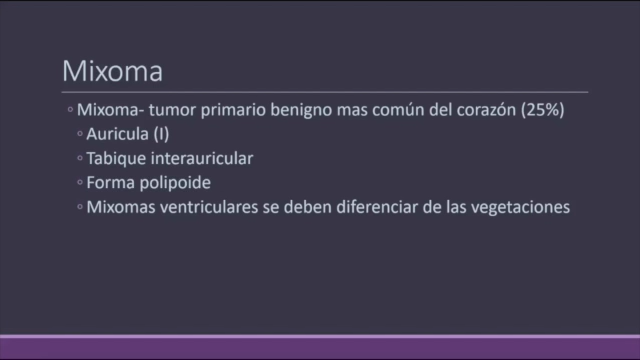 Mixoma
◦ Mixoma- tumor primario benigno mas común del corazón (25%)
◦ Auricula (I)
◦ Tabique interauricular
◦ Forma polipoide
◦ Mixomas ventriculares se deben diferenciar de las vegetaciones